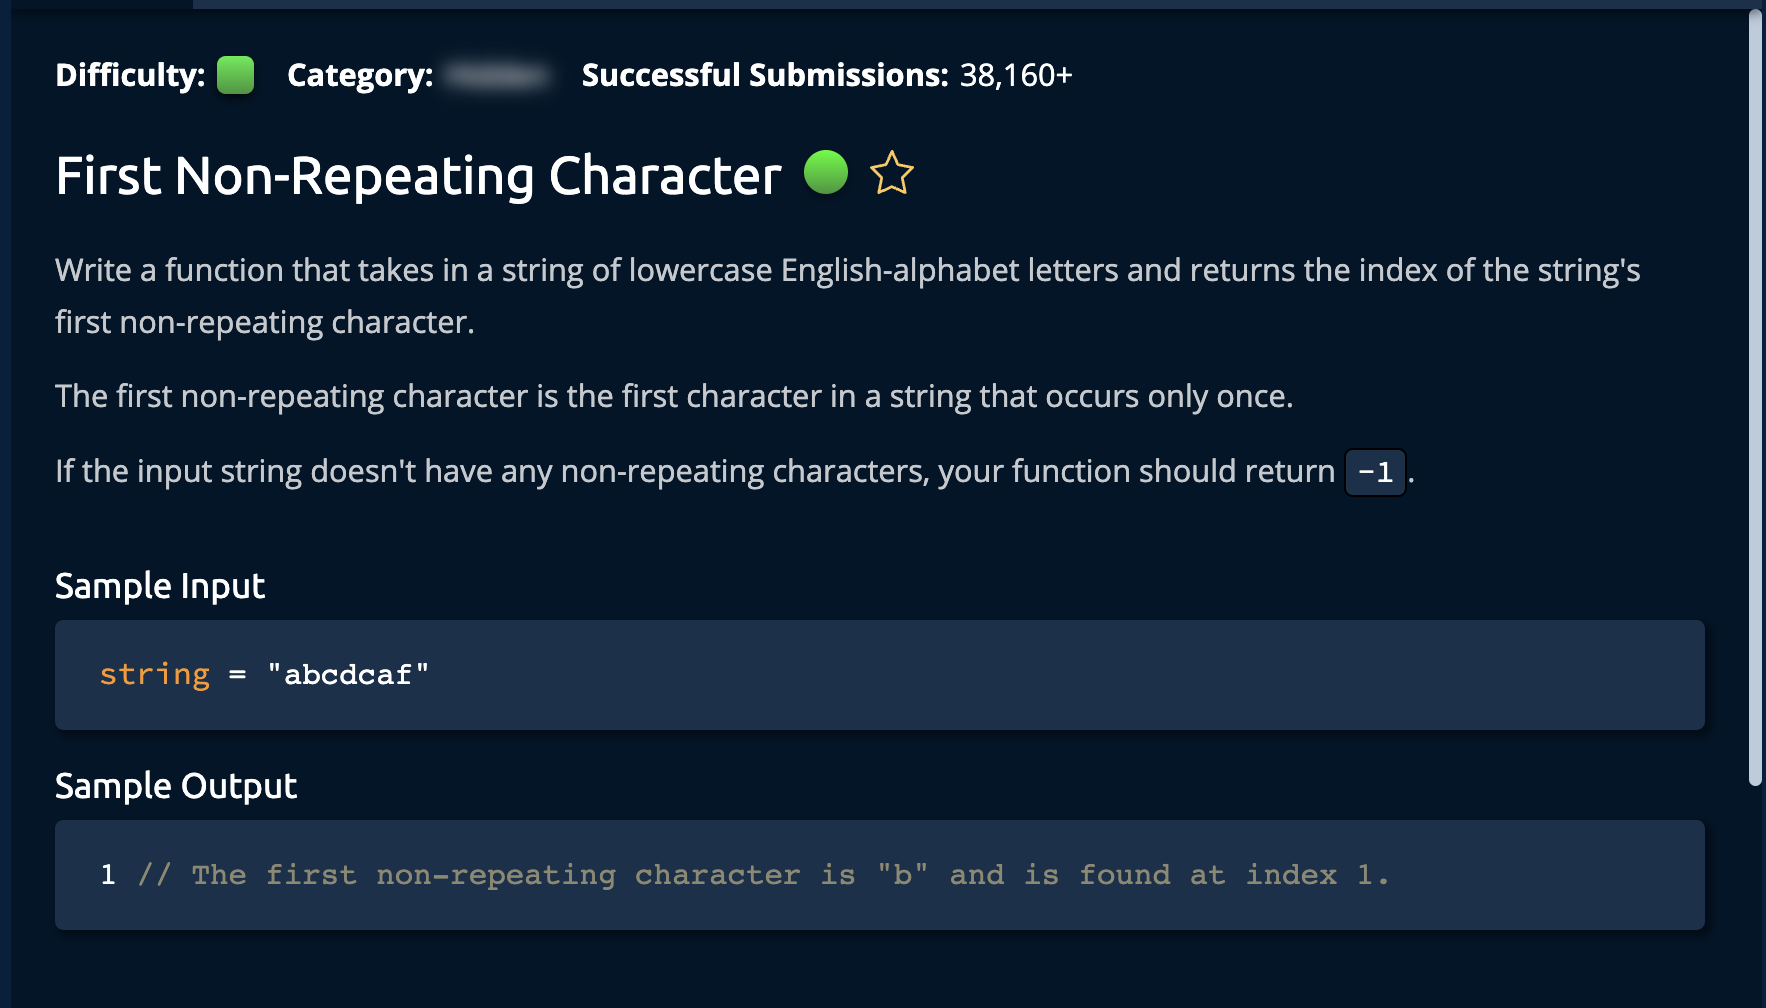 Difficulty: Category: Successful Submissions: 38,160+
First Non-Repeating Character
Write a function that takes in a string of lowercase English-alphabet letters and returns the index of the string's
first non-repeating character.
The first non-repeating character is the first character in a string that occurs only once.
If the input string doesn't have any non-repeating characters, your function should return -1.
Sample Input
string = "abcdcaf"
Sample Output
1 // The first non-repeating character is "b" and is found at index 1.